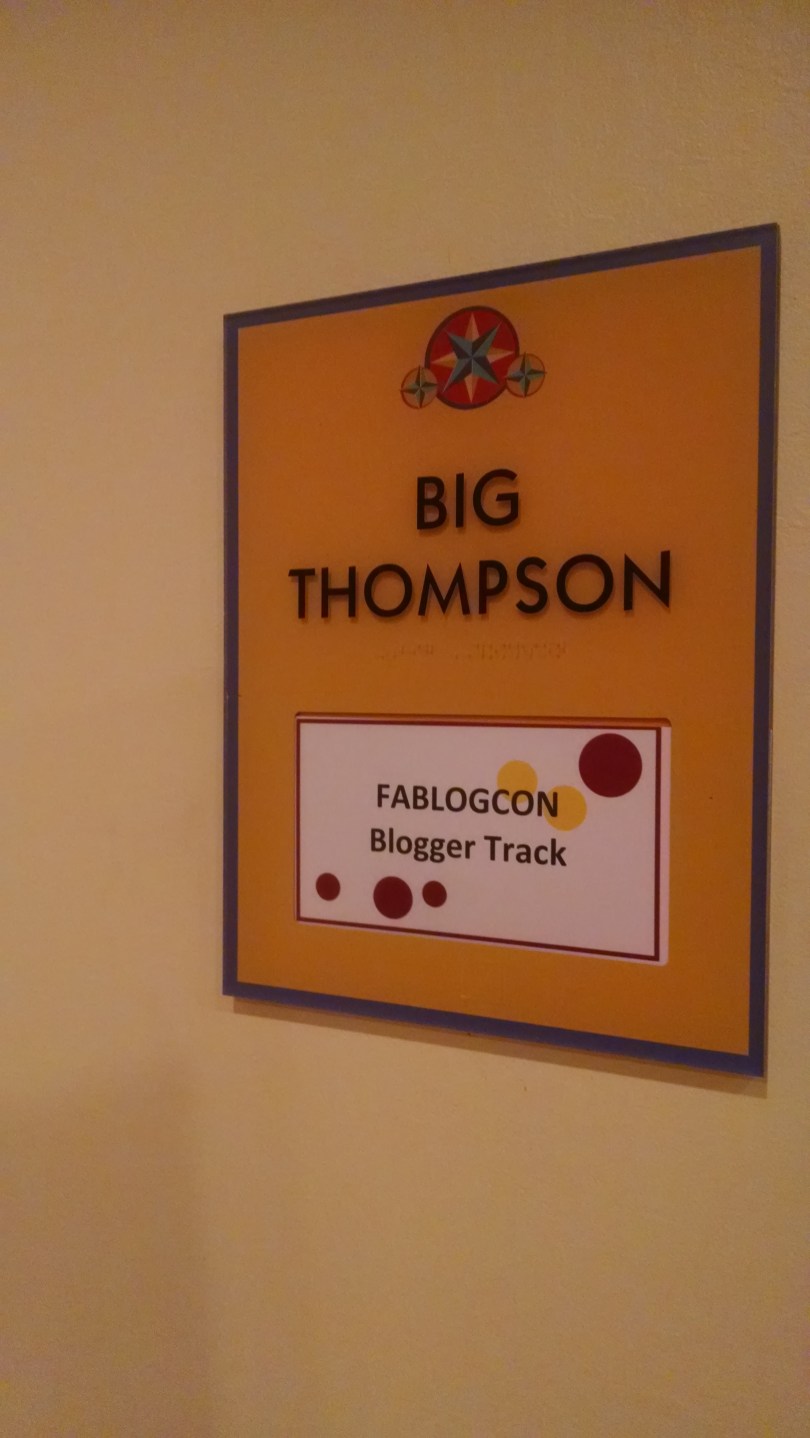 BIG
THOMPSON
FABLOGCON
Blogger Track